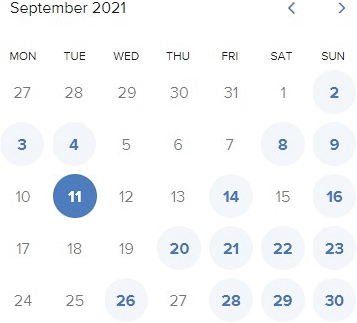 September 2021
MON TUE WED THU FRI SAT SUN
27 28 29 30 31 1 2
3 4 5 6 7 8 9
10 11 12 13 14 15 16
17 18 19 20 21 22 23
24 25 26 27 28 29 30